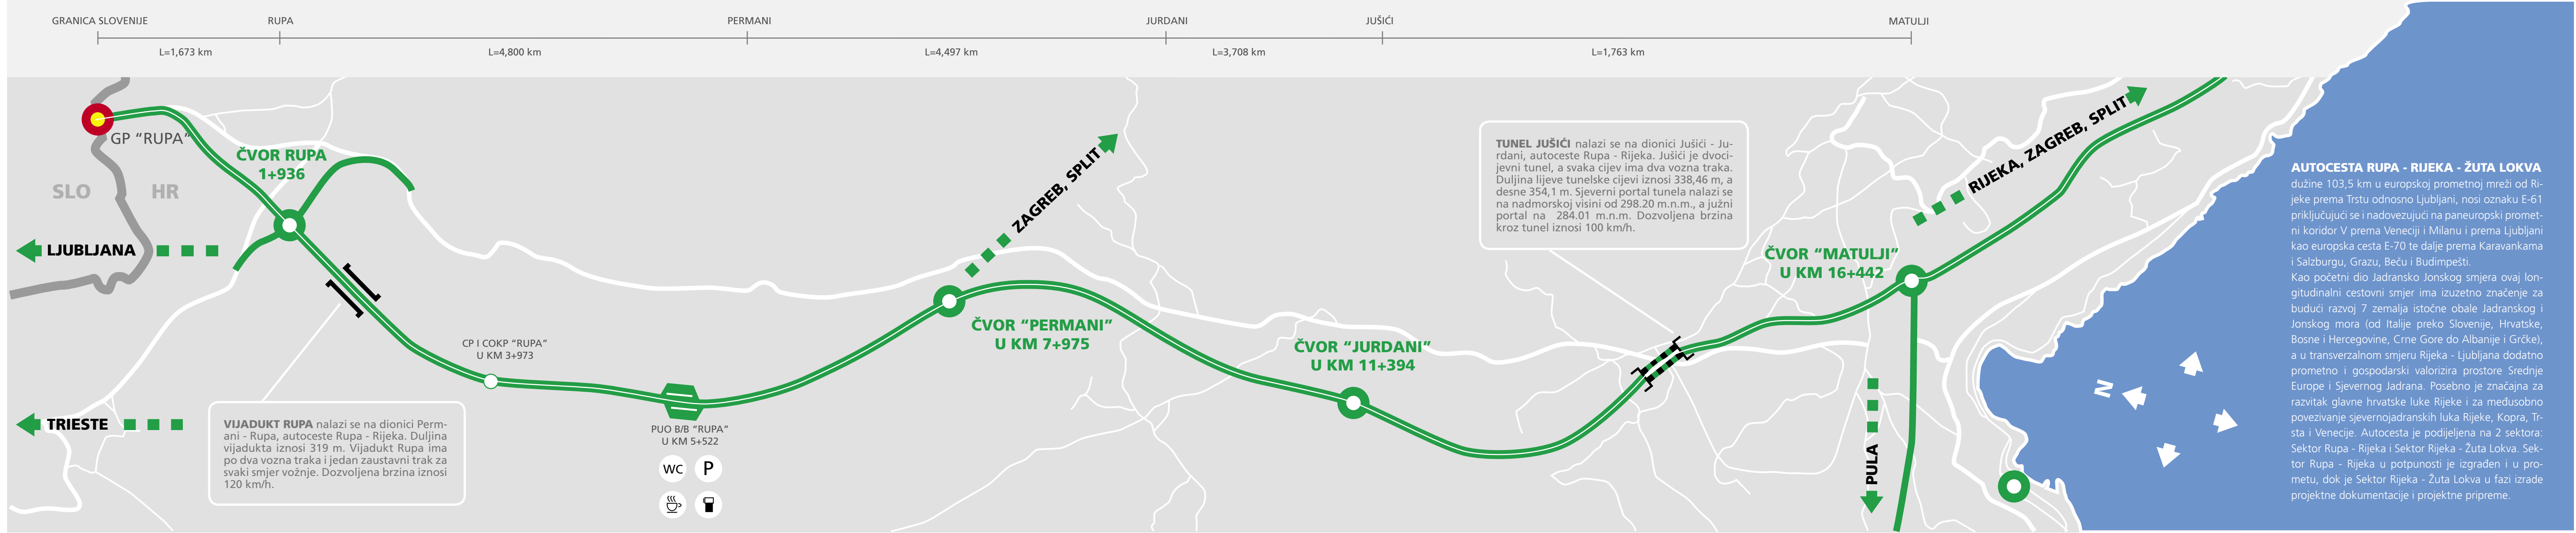 GRANICA SLOVENIJE RUPA PERMANI JURDANI JUŠIĆI MATULJI
L=1,673 km L=4,800 km L=4,497 km L=3,708 km L=1,763 km
GP “RUPA”
SLO HR
ČVOR RUPA
1+936
LJUBLJANA
TRIESTE
VIJADUKT RUPA nalazi se na dionici Perm-
ani - Rupa, autoceste Rupa - Rijeka. Duljina
vijadukta iznosi 319 m. Vijadukt Rupa ima
po dva vozna traka i jedan zaustavni trak za
svaki smjer vožnje. Dozvoljena brzina iznosi
120 km/h.
CP I COKP “RUPA”
U KM 3+973
PUO B/B “RUPA”
U KM 5+522
WC P
ZAGREB, SPLIT
ČVOR “PERMANI”
U KM 7+975
ČVOR “JURDANI”
U KM 11+394
TUNEL JUŠIĆI nalazi se na dionici Jušići - Ju-
rdani, autoceste Rupa - Rijeka. Jušići je dvoci-
jevni tunel, a svaka cijev ima dva vozna traka.
Duljina lijeve tunelske cijevi iznosi 338,46 m, a
desne 354,1 m. Sjeverni portal tunela nalazi se
na nadmorskoj visini od 298.20 m.n.m., a južni
portal na 284.01 m.n.m. Dozvoljena brzina
kroz tunel iznosi 100 km/h.
ČVOR “MATULJI”
U KM 16+442
RIJEKA, ZAGREB, SPLIT
PULA
N
AUTOCESTA RUPA - RIJEKA - ŽUTA LOKVA
dužine 103,5 km u europskoj prometnoj mreži od Ri-
jeke prema Trstu odnosno Ljubljani, nosi oznaku E-61
priključujući se i nadovezujući na paneuropski promet-
ni koridor V prema Veneciji i Milanu i prema Ljubljani
kao europska cesta E-70 te dalje prema Karavankama
i Salzburgu, Grazu, Beču i Budimpešti.
Kao početni dio Jadransko Jonskog smjera ovaj lon-
gitudinalni cestovni smjer ima izuzetno značenje za
budući razvoj 7 zemalja istočne obale Jadranskog i
Jonskog mora (od Italije preko Slovenije, Hrvatske,
Bosne i Hercegovine, Crne Gore do Albanije i Grčke),
a u transverzalnom smjeru Rijeka - Ljubljana dodatno
prometno i gospodarski valorizira prostore Srednje
Europe i Sjevernog Jadrana. Posebno je značajna za
razvitak glavne hrvatske luke Rijeke i za međusobno
povezivanje sjevernojadranskih luka Rijeke, Kopra, Tr-
sta i Venecije. Autocesta je podijeljena na 2 sektora:
Sektor Rupa - Rijeka i Sektor Rijeka - Žuta Lokva. Sek-
tor Rupa - Rijeka u potpunosti je izgrađen i u pro-
metu, dok je Sektor Rijeka - Žuta Lokva u fazi izrade
projektne dokumentacije i projektne pripreme.